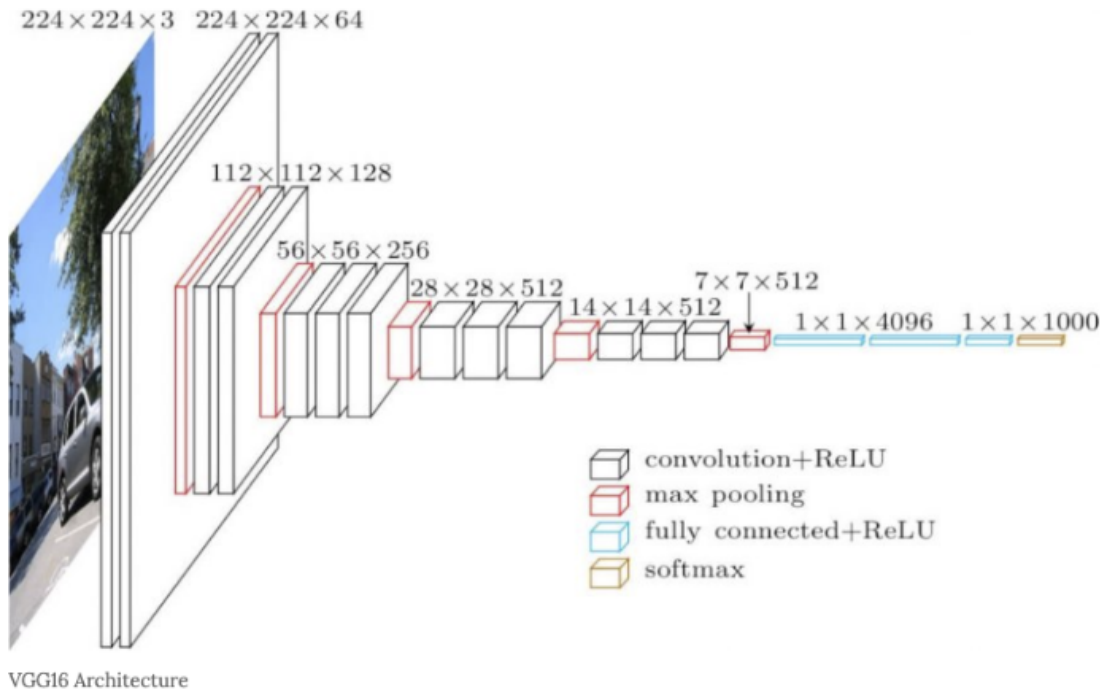 224 × 224 × 3 224 × 224 × 64
112 × 112 × 128
56 × 56 × 256
28 × 28 × 512
14 × 14 × 512
7 × 7 × 512
1 × 1 × 4096 1 × 1 × 1000
convolution+ReLU
max pooling
fully connected+ReLU
softmax
VGG16 Architecture